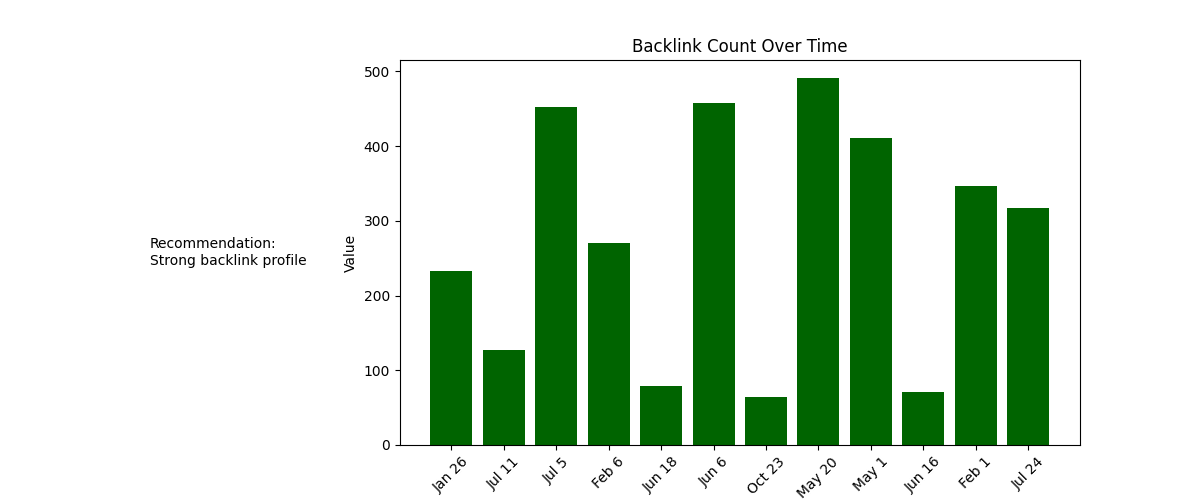 Backlink Count Over Time
Recommendation:
Strong backlink profile
Value
500
400
300
200
100
0
Jan 26
Jul 11
Jul 5
Feb 6
Jun 18
Jun 6
Oct 23
May 20
May 1
Jun 16
Feb 1
Jul 24